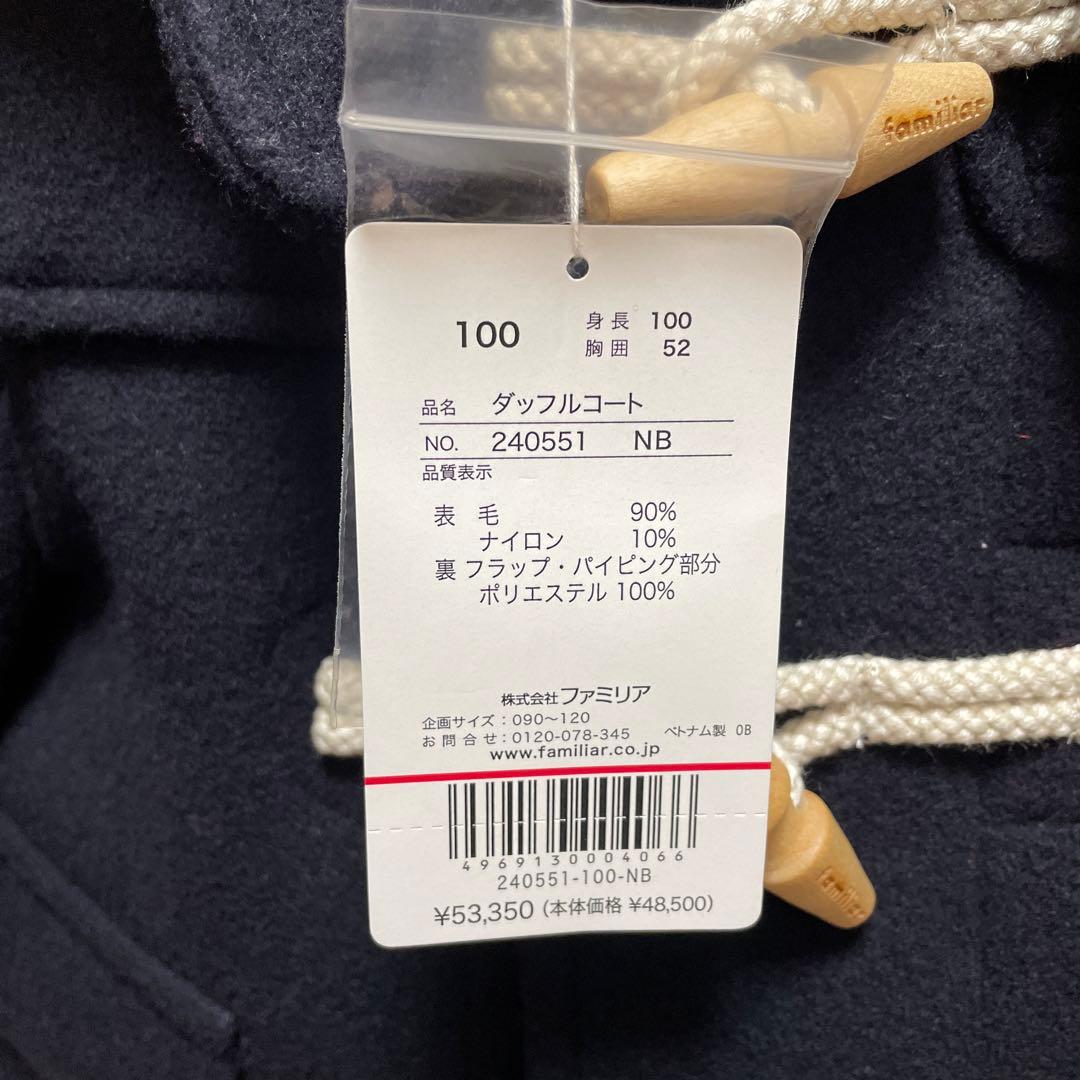 familiar
100
身長 100
胸囲 52
品名 ダッフルコート
NO. 240551 NB
品質表示
表 毛 90%
ナイロン 10%
裏 フラップ・パイピング部分
ポリエステル 100%
株式会社ファミリア
企画サイズ：090〜120
お問合せ：0120-078-345 ベトナム製 0B
www.familiar.co.jp
4969130004066
240551-100-NB
¥53,350 (本体価格 ¥48,500)
familiar